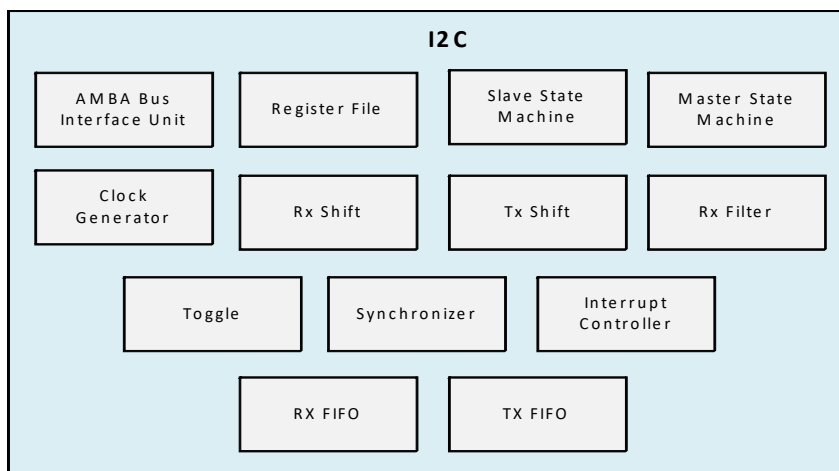 I2C
AMBA Bus
Interface Unit
Register File
Slave State
Machine
Master State
Machine
Clock
Generator
Rx Shift
Tx Shift
Rx Filter
Toggle
Synchronizer
Interrupt
Controller
RX FIFO
TX FIFO